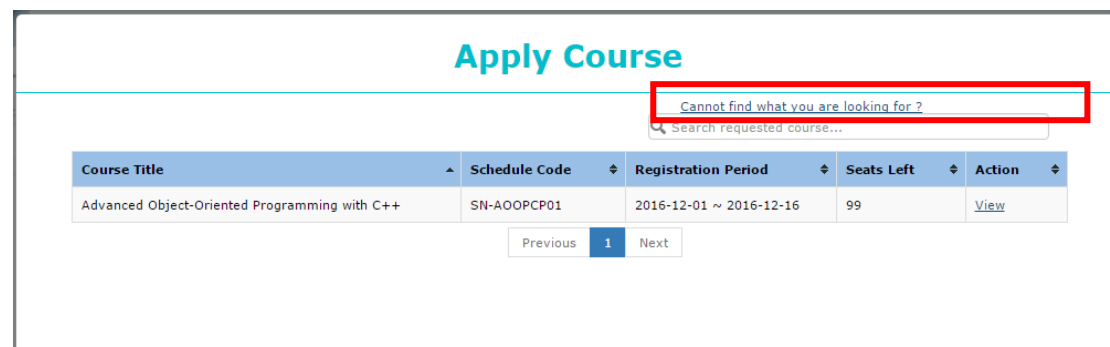 Apply Course
Cannot find what you are looking for ?
Search requested course...
Course Title Schedule Code Registration Period Seats Left Action
Advanced Object-Oriented Programming with C++ SN-AOOPCP01 2016-12-01 ~ 2016-12-16 99 View
Previous 1 Next